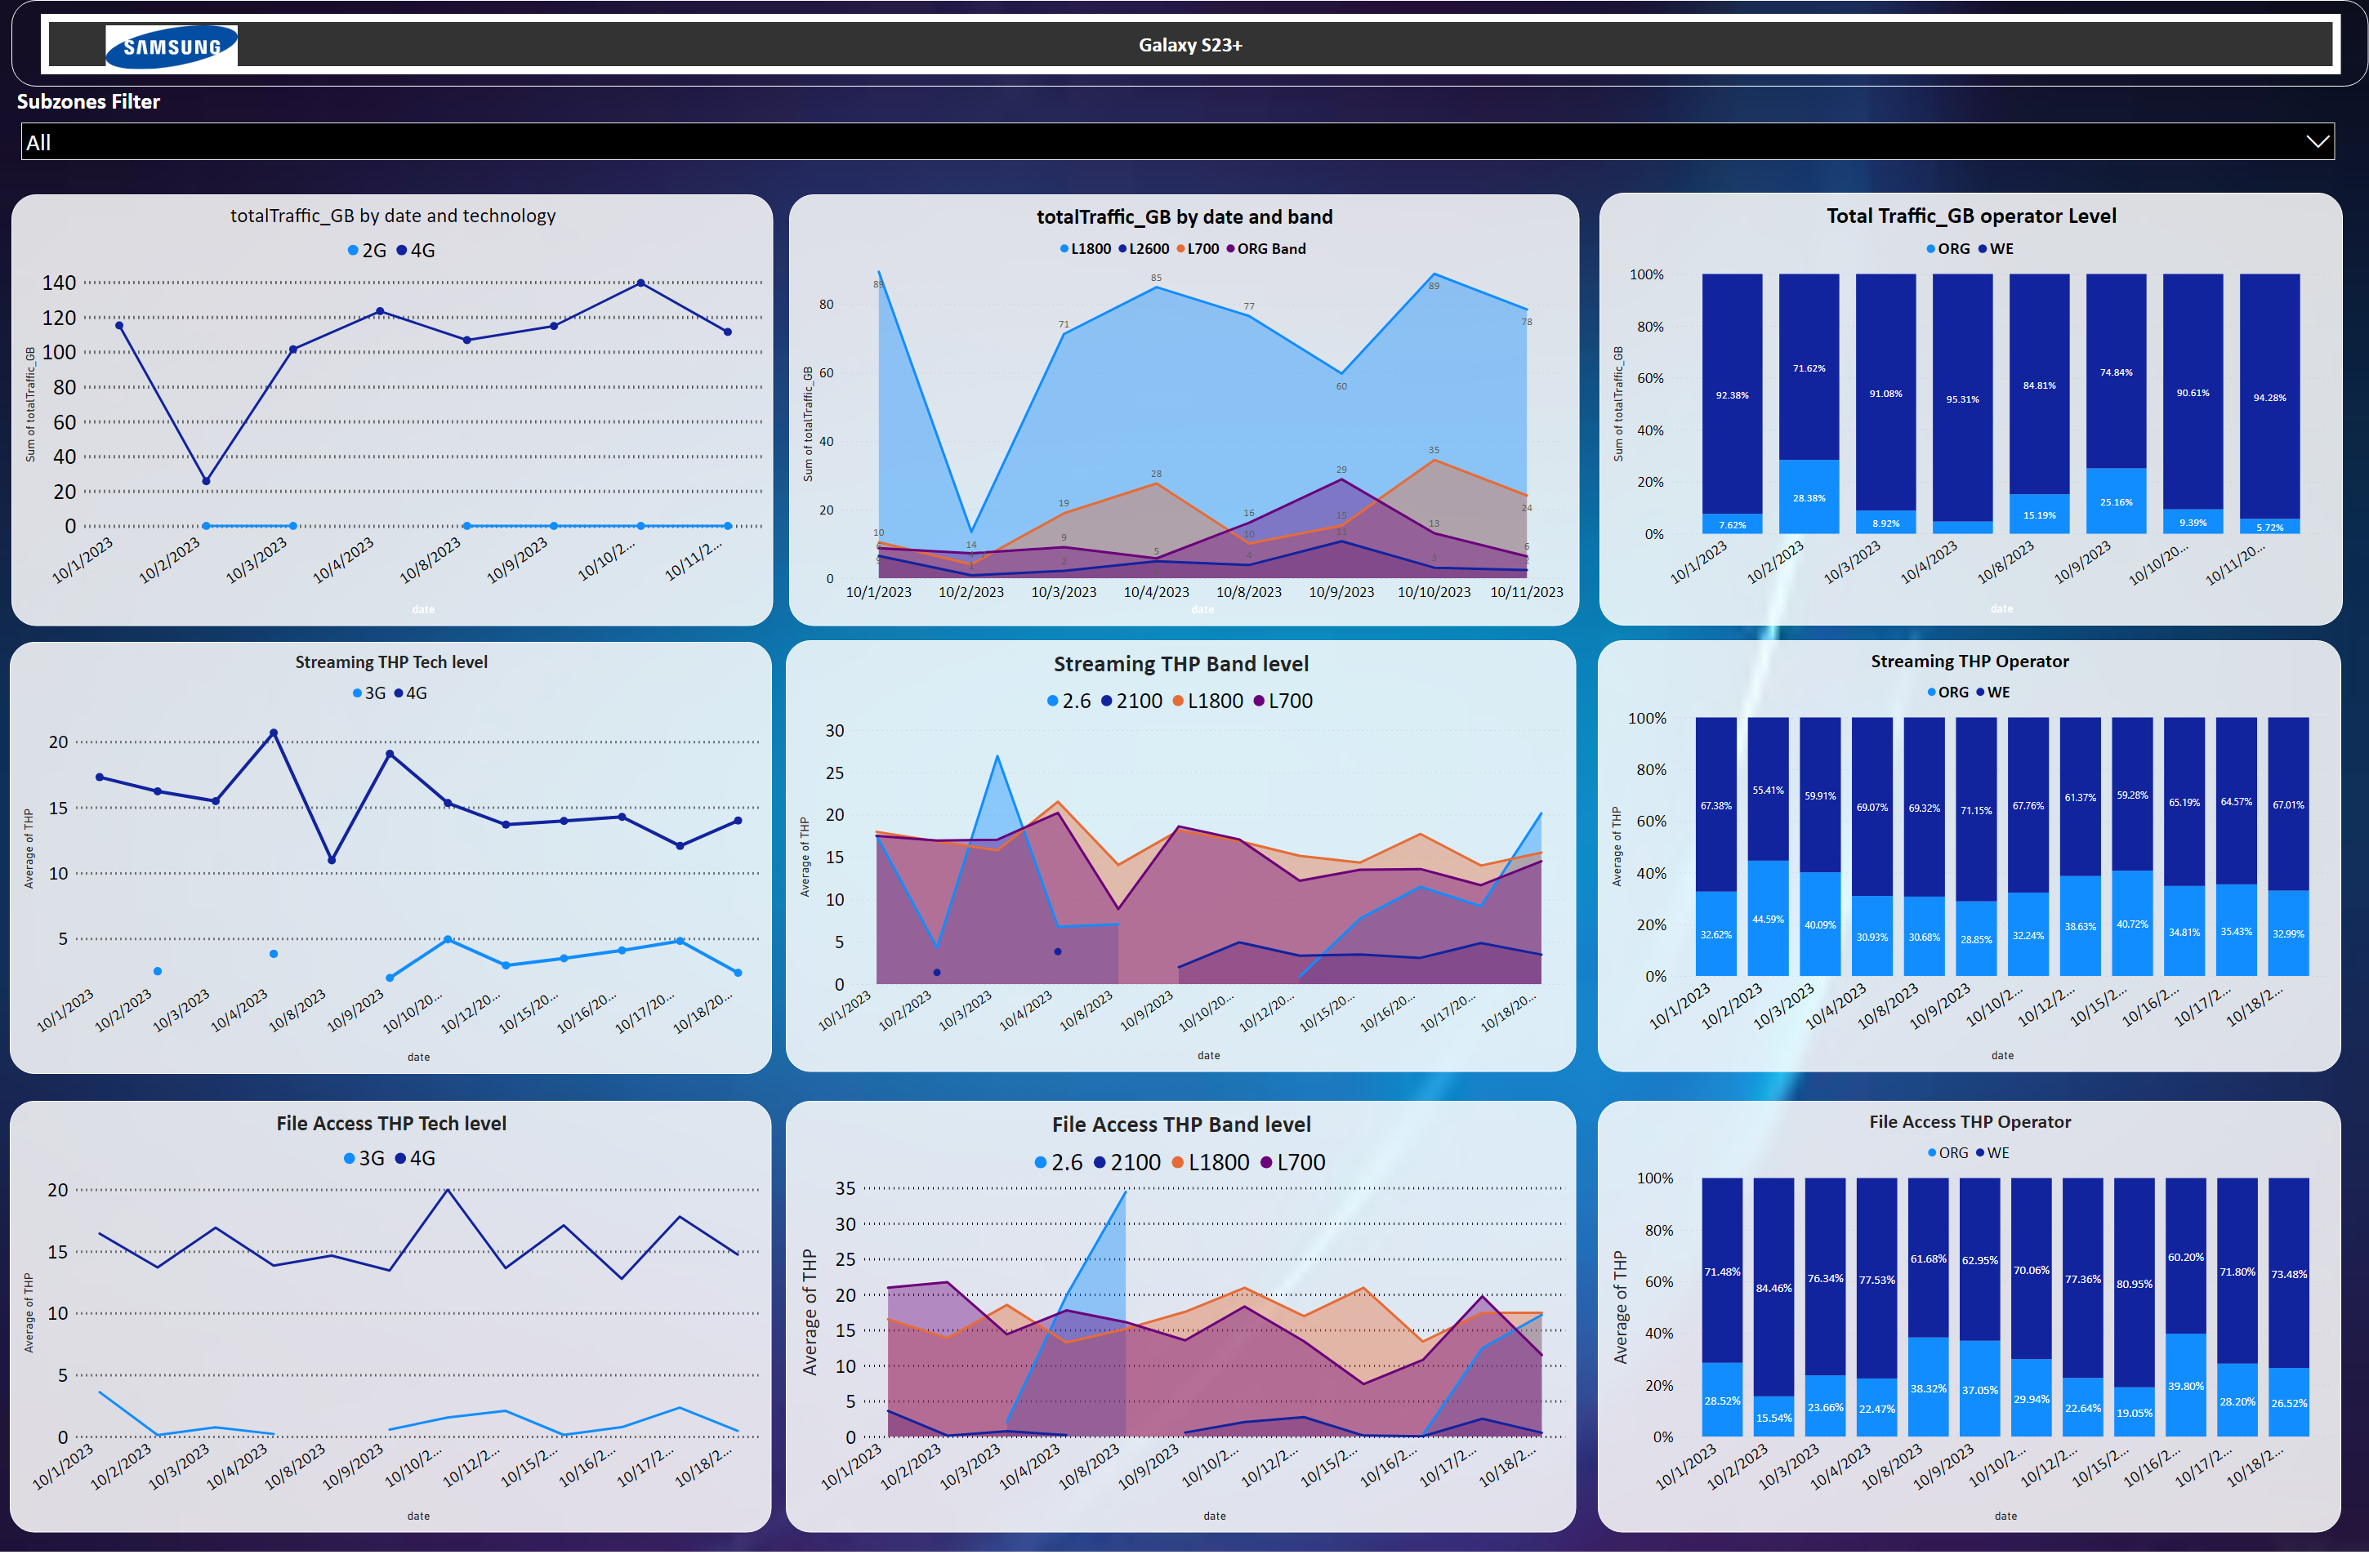 SAMSUNG
Galaxy S23+
Subzones Filter
All
totalTraffic_GB by date and technology
2G 4G
Sum of totalTraffic_GB
140
120
100
80
60
40
20
0
10/1/2023 10/2/2023 10/3/2023 10/4/2023 10/8/2023 10/9/2023 10/10/2... 10/11/2...
date
totalTraffic_GB by date and band
L1800 L2600 L700 ORG Band
Sum of totalTraffic_GB
80
60
40
20
0
89 14 71 85 77 60 89 78
10 19 28 10 15 35 24
9 5 16 29 13 6
1 2 4 11 3
10/1/2023 10/2/2023 10/3/2023 10/4/2023 10/8/2023 10/9/2023 10/10/2023 10/11/2023
date
Total Traffic_GB operator Level
ORG WE
Sum of totalTraffic_GB
100%
80%
60%
40%
20%
0%
92.38% 71.62% 91.08% 95.31% 84.81% 74.84% 90.61% 94.28%
7.62% 28.38% 8.92% 15.19% 25.16% 9.39% 5.72%
10/1/2023 10/2/2023 10/3/2023 10/4/2023 10/8/2023 10/9/2023 10/10/20... 10/11/20...
date
Streaming THP Tech level
3G 4G
Average of THP
20
15
10
5
10/1/2023 10/2/2023 10/3/2023 10/4/2023 10/8/2023 10/9/2023 10/10/20... 10/12/20... 10/15/20... 10/16/20... 10/17/20... 10/18/20...
date
Streaming THP Band level
2.6 2100 L1800 L700
Average of THP
30
25
20
15
10
5
0
10/1/2023 10/2/2023 10/3/2023 10/4/2023 10/8/2023 10/9/2023 10/10/20... 10/12/20... 10/15/20... 10/16/20... 10/17/20... 10/18/20...
date
Streaming THP Operator
ORG WE
Average of THP
100%
80%
60%
40%
20%
0%
67.38% 55.41% 59.91% 69.07% 69.32% 71.15% 67.76% 61.37% 59.28% 65.19% 64.57% 67.01%
32.62% 44.59% 40.09% 30.93% 30.68% 28.85% 32.24% 38.63% 40.72% 34.81% 35.43% 32.99%
10/1/2023 10/2/2023 10/3/2023 10/4/2023 10/8/2023 10/9/2023 10/10/2... 10/12/2... 10/15/2... 10/16/2... 10/17/2... 10/18/2...
date
File Access THP Tech level
3G 4G
Average of THP
20
15
10
5
0
10/1/2023 10/2/2023 10/3/2023 10/4/2023 10/8/2023 10/9/2023 10/10/2... 10/12/2... 10/15/2... 10/16/2... 10/17/2... 10/18/2...
date
File Access THP Band level
2.6 2100 L1800 L700
Average of THP
35
30
25
20
15
10
5
0
10/1/2023 10/2/2023 10/3/2023 10/4/2023 10/8/2023 10/9/2023 10/10/2... 10/12/2... 10/15/2... 10/16/2... 10/17/2... 10/18/2...
date
File Access THP Operator
ORG WE
Average of THP
100%
80%
60%
40%
20%
0%
71.48% 84.46% 76.34% 77.53% 61.68% 62.95% 70.06% 77.36% 80.95% 60.20% 71.80% 73.48%
28.52% 15.54% 23.66% 22.47% 38.32% 37.05% 29.94% 22.64% 19.05% 39.80% 28.20% 26.52%
10/1/2023 10/2/2023 10/3/2023 10/4/2023 10/8/2023 10/9/2023 10/10/2... 10/12/2... 10/15/2... 10/16/2... 10/17/2... 10/18/2...
date